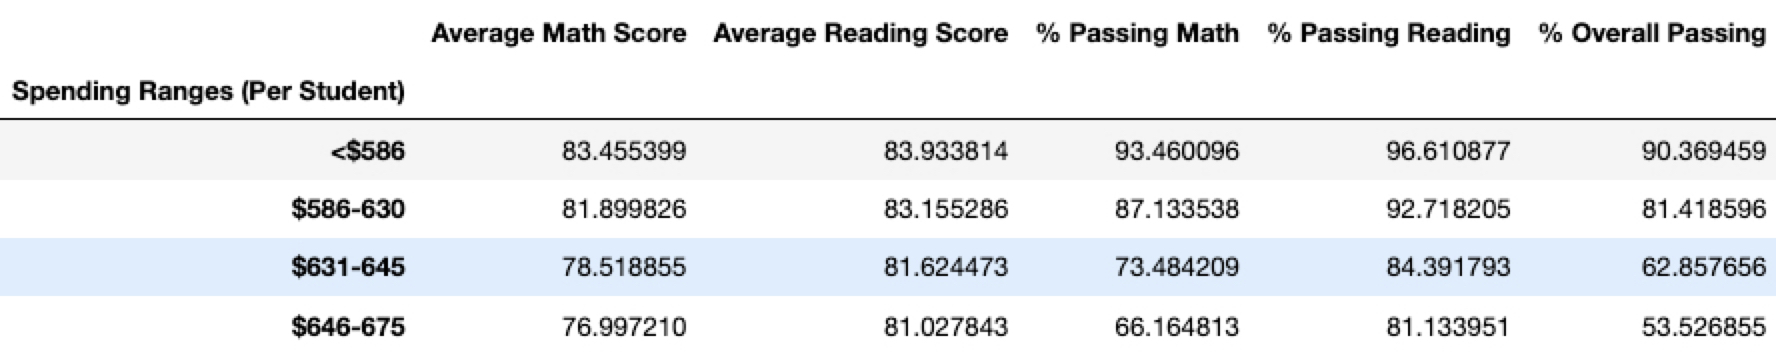 Average Math Score Average Reading Score % Passing Math % Passing Reading % Overall Passing
Spending Ranges (Per Student)
<$586 83.455399 83.933814 93.460096 96.610877 90.369459
$586-630 81.899826 83.155286 87.133538 92.718205 81.418596
$631-645 78.518855 81.624473 73.484209 84.391793 62.857656
$646-675 76.997210 81.027843 66.164813 81.133951 53.526855